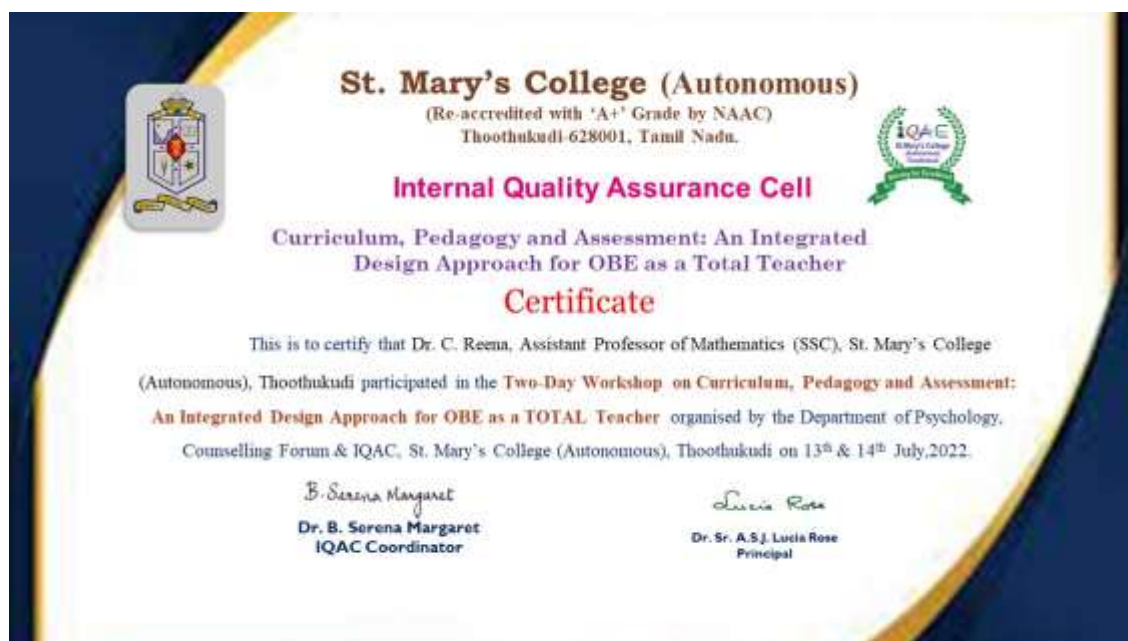 St. Mary's College (Autonomous)
(Re-accredited with 'A+' Grade by NAAC)
Thoothukudi-628001, Tamil Nadu.
iQAC
St.Mary's College
Internal Quality Assurance Cell
Curriculum, Pedagogy and Assessment: An Integrated
Design Approach for OBE as a Total Teacher
Certificate
This is to certify that Dr. C. Reena, Assistant Professor of Mathematics (SSC), St. Mary's College
(Autonomous), Thoothukudi participated in the Two-Day Workshop on Curriculum, Pedagogy and Assessment:
An Integrated Design Approach for OBE as a TOTAL Teacher organised by the Department of Psychology,
Counselling Forum & IQAC, St. Mary's College (Autonomous), Thoothukudi on 13th & 14th July,2022.
B. Serena Margaret
Lucia Rose
Dr. B. Serena Margaret
IQAC Coordinator
Dr. Sr. A.S.J. Lucia Rose
Principal